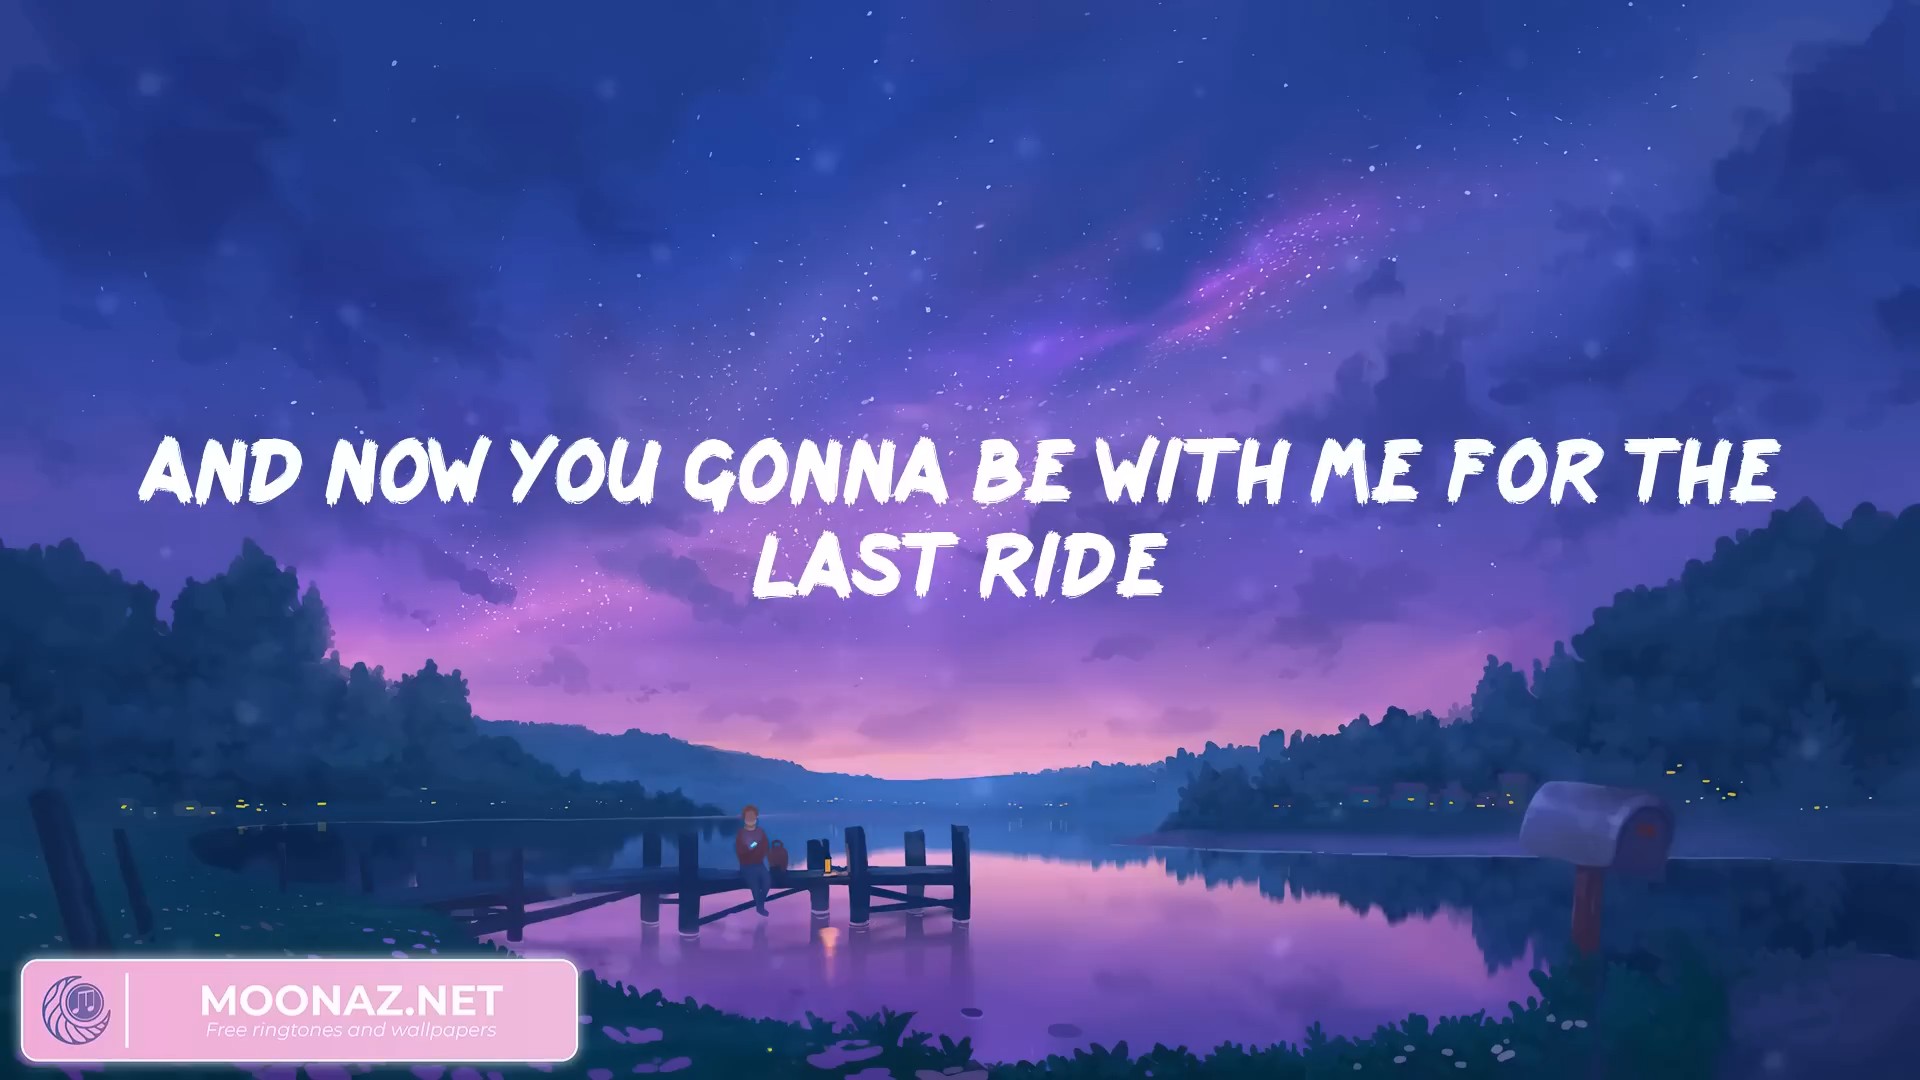 AND NOW YOU GONNA BE WITH ME FOR THE
LAST RIDE
MOONAZ.NET
Free ringtones and wallpapers